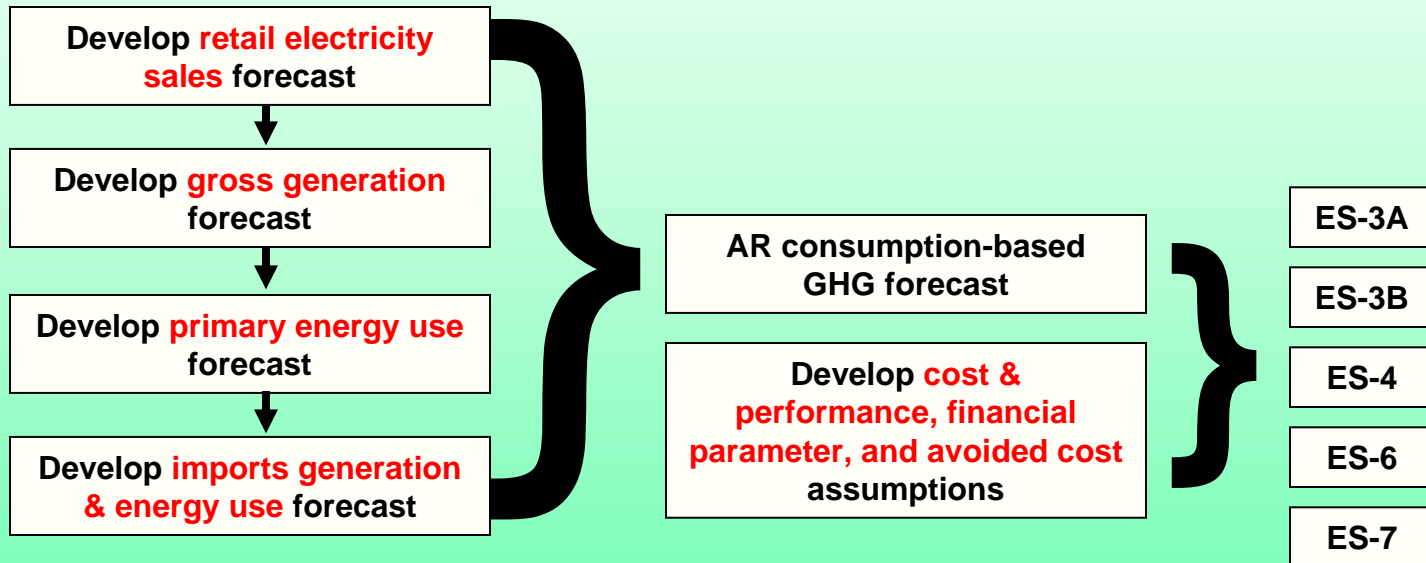 Develop retail electricity
sales forecast
Develop gross generation
forecast
Develop primary energy use
forecast
Develop imports generation
& energy use forecast
AR consumption-based
GHG forecast
Develop cost &
performance, financial
parameter, and avoided cost
assumptions
ES-3A
ES-3B
ES-4
ES-6
ES-7